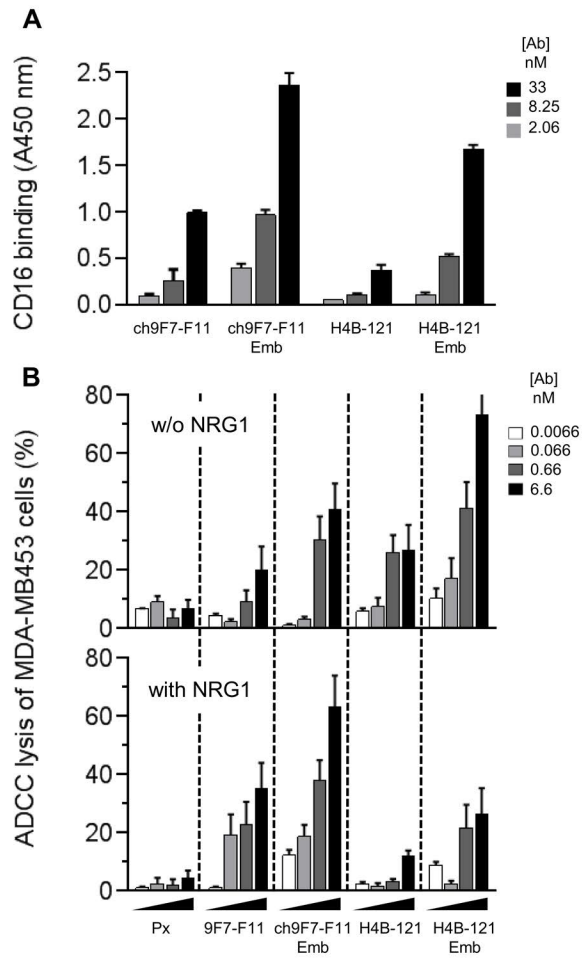 A
[Ab]
nM
33
8.25
2.06
CD16 binding (A450 nm)
2.5
2.0
1.5
1.0
0.5
0.0
ch9F7-F11
ch9F7-F11
Emb
H4B-121
H4B-121
Emb
B
[Ab]
nM
0.0066
0.066
0.66
6.6
ADCC lysis of MDA-MB453 cells (%)
w/o NRG1
80
60
40
20
0
with NRG1
80
60
40
20
0
Px
9F7-F11
ch9F7-F11
Emb
H4B-121
H4B-121
Emb